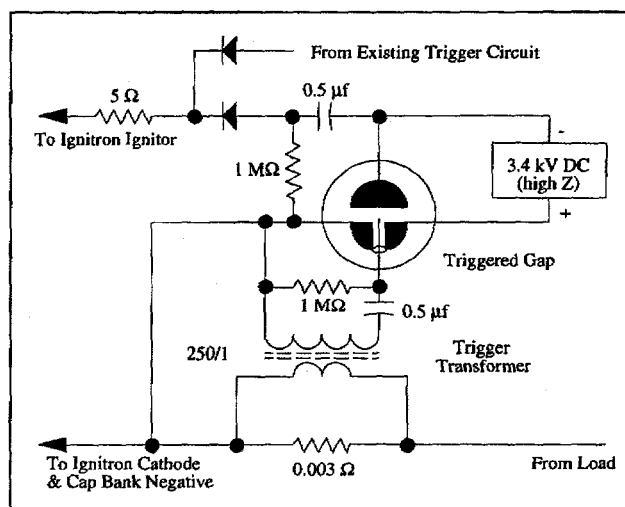 From Existing Trigger Circuit
5 Ω
0.5 μf
To Ignitron Ignitor
-
1 MΩ
3.4 kV DC
(high Z)
+
Triggered Gap
1 MΩ
0.5 μf
250/1
Trigger
Transformer
To Ignitron Cathode
& Cap Bank Negative
0.003 Ω
From Load